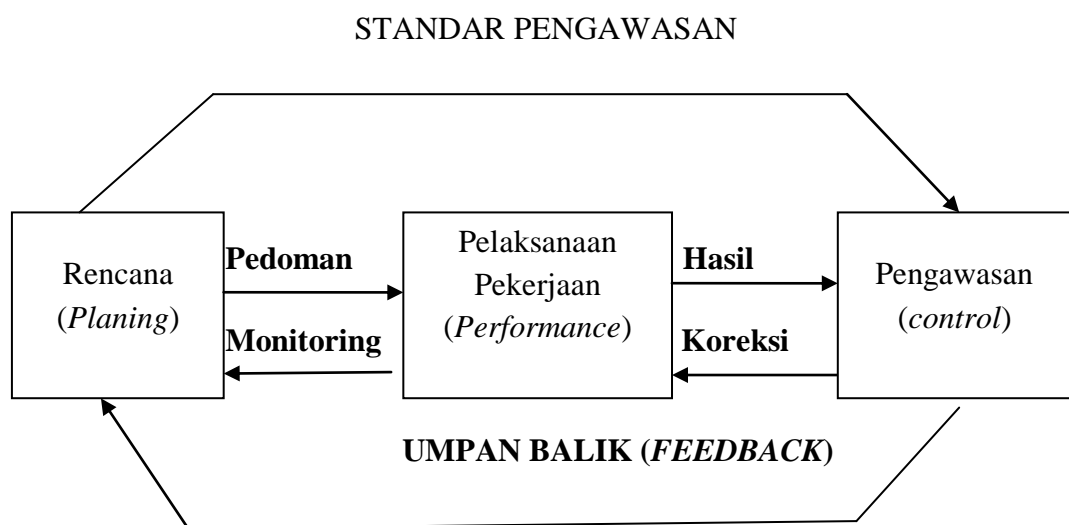 STANDAR PENGAWASAN
Rencana
(Planing)
Pedoman
Monitoring
Pelaksanaan
Pekerjaan
(Performance)
Hasil
Koreksi
Pengawasan
(control)
UMPAN BALIK (FEEDBACK)